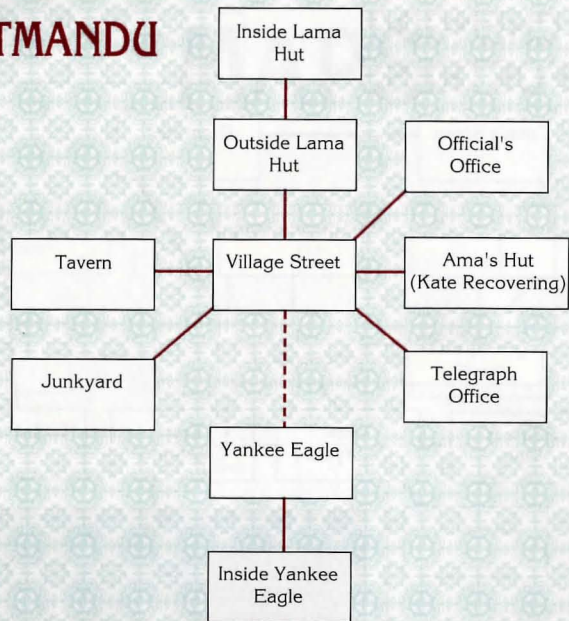 TMANDU
Inside Lama
Hut
Outside Lama
Hut
Official's
Office
Tavern
Village Street
Ama's Hut
(Kate Recovering)
Junkyard
Telegraph
Office
Yankee Eagle
Inside Yankee
Eagle